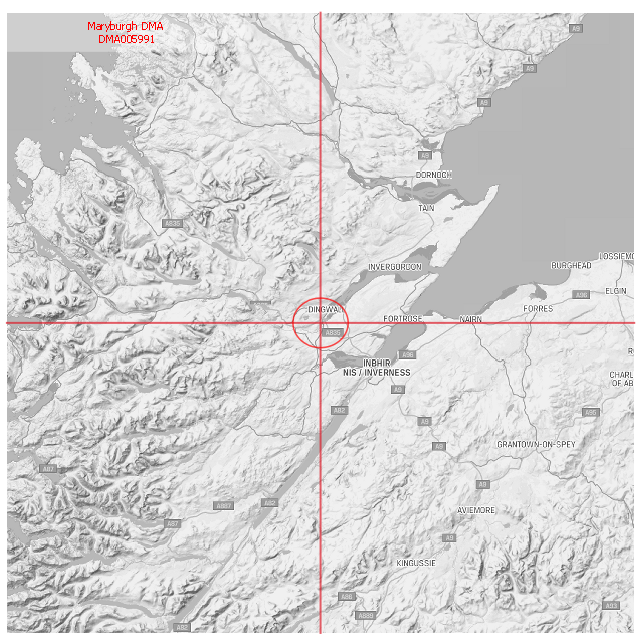 Maryburgh DMA
DMA005991
A9
A9
A9
A9
DORNOCH
TAIN
A835
INVERGORDON
BURGHEAD
LOSSIEMO
ELGIN
A96
DINGWALL
FORRES
FORTROSE
NAIRN
A835
A96
INBHIR
NIS / INVERNESS
CHARL
OF AB
A9
A82
A95
A9
A9
GRANTOWN-ON-SPEY
A87
A9
A887
A82
AVIEMORE
A87
A9
KINGUSSIE
A86
A93
A889
A82